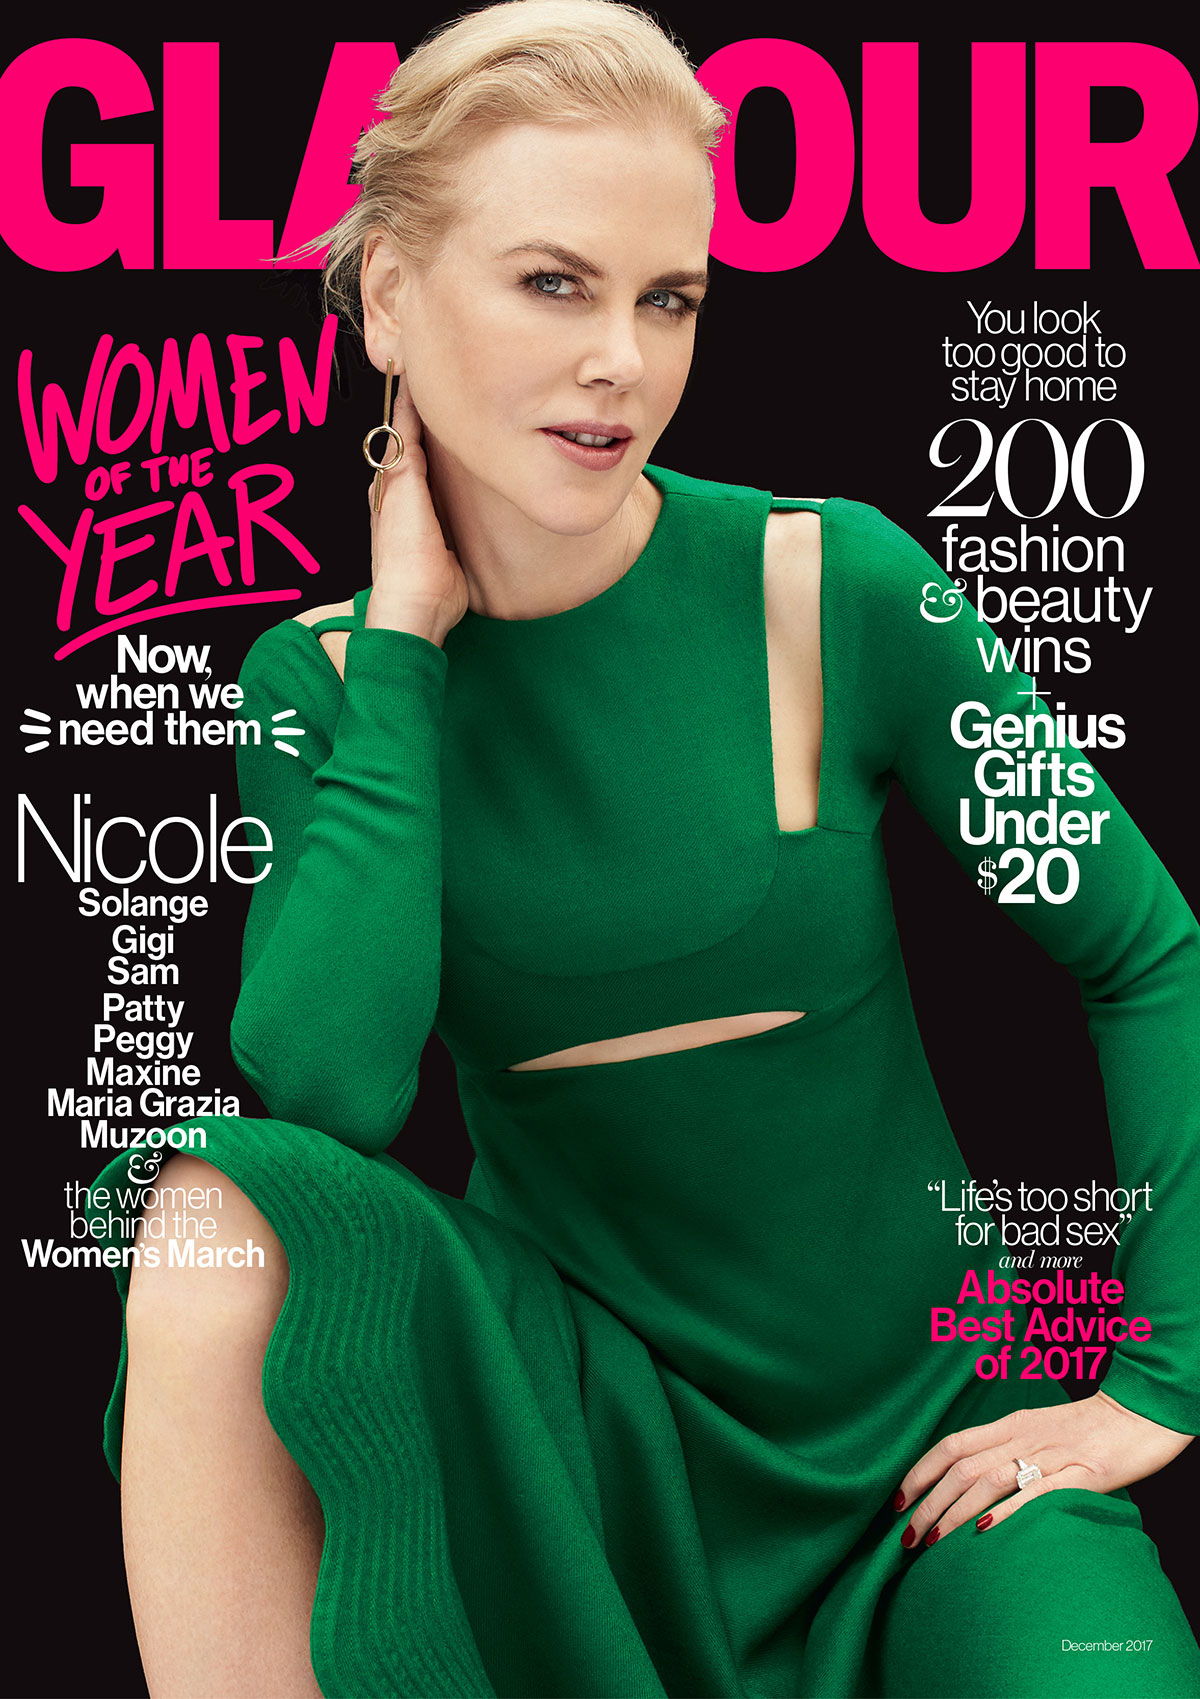 GLAMOUR
WOMEN
OF THE
YEAR
Now,
when we
need them
Nicole
Solange
Gigi
Sam
Patty
Peggy
Maxine
Maria Grazia
Muzoon
&
the women
behind the
Women's March
You look
too good to
stay home
200
fashion
& beauty
wins
+
Genius
Gifts
Under
$20
“Life's too short
for bad sex”
and more
Absolute
Best Advice
of 2017
December 2017